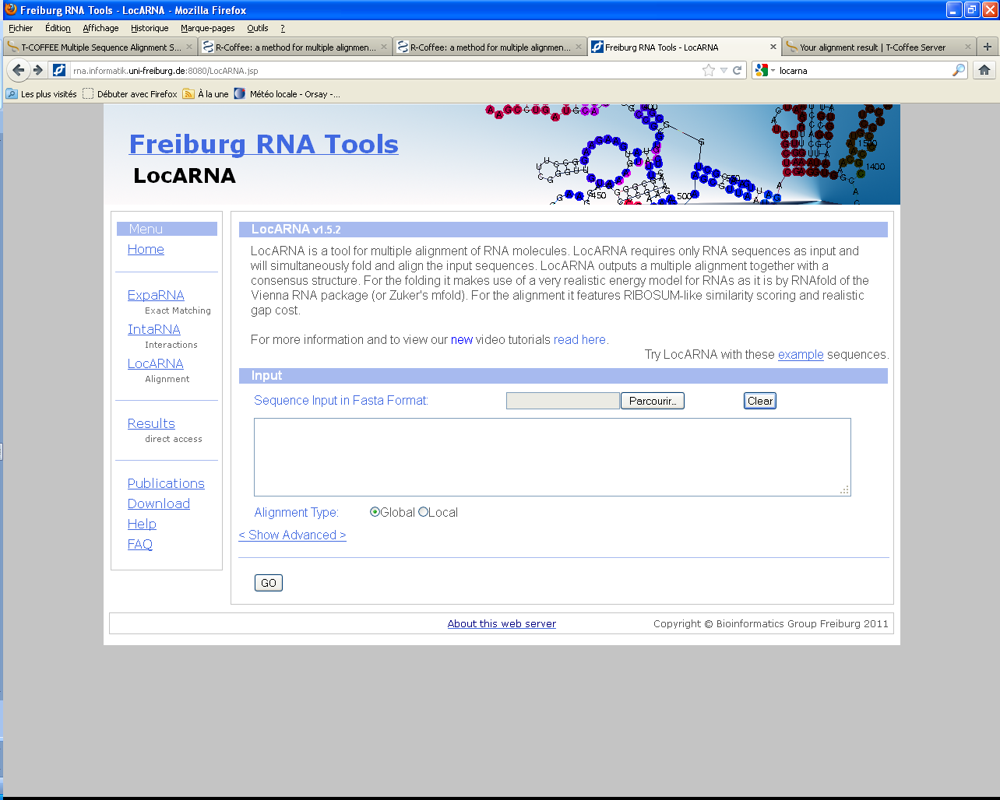 Freiburg RNA Tools - LocARNA - Mozilla Firefox
Fichier Édition Affichage Historique Marque-pages Outils ?
T-COFFEE Multiple Sequence Alignment S... R-Coffee: a method for multiple alignmen... R-Coffee: a method for multiple alignmen... Freiburg RNA Tools - LocARNA Your alignment result | T-Coffee Server
rna.informatik.uni-freiburg.de:8080/LocARNA.jsp locarna
Les plus visités Débuter avec Firefox À la une Météo locale - Orsay -...
Freiburg RNA Tools
LocARNA
450
500
1400
Menu
Home
ExpaRNA
Exact Matching
IntaRNA
Interactions
LocARNA
Alignment
Results
direct access
Publications
Download
Help
FAQ
LocARNA v1.5.2
LocARNA is a tool for multiple alignment of RNA molecules. LocARNA requires only RNA sequences as input and
will simultaneously fold and align the input sequences. LocARNA outputs a multiple alignment together with a
consensus structure. For the folding it makes use of a very realistic energy model for RNAs as it is by RNAfold of the
Vienna RNA package (or Zuker's mfold). For the alignment it features RIBOSUM-like similarity scoring and realistic
gap cost.
For more information and to view our new video tutorials read here.
Try LocARNA with these example sequences.
Input
Sequence Input in Fasta Format: Parcourir... Clear
Alignment Type: Global Local
< Show Advanced >
GO
About this web server Copyright © Bioinformatics Group Freiburg 2011